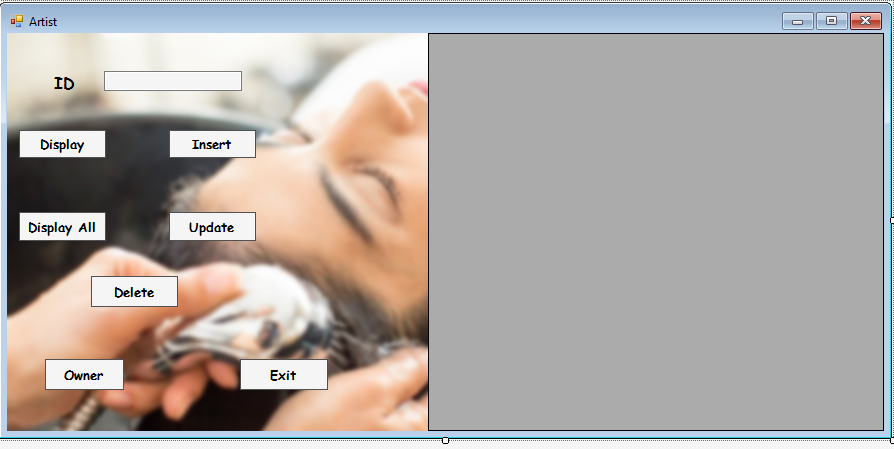 Artist
ID
Display
Insert
Display All
Update
Delete
Owner
Exit